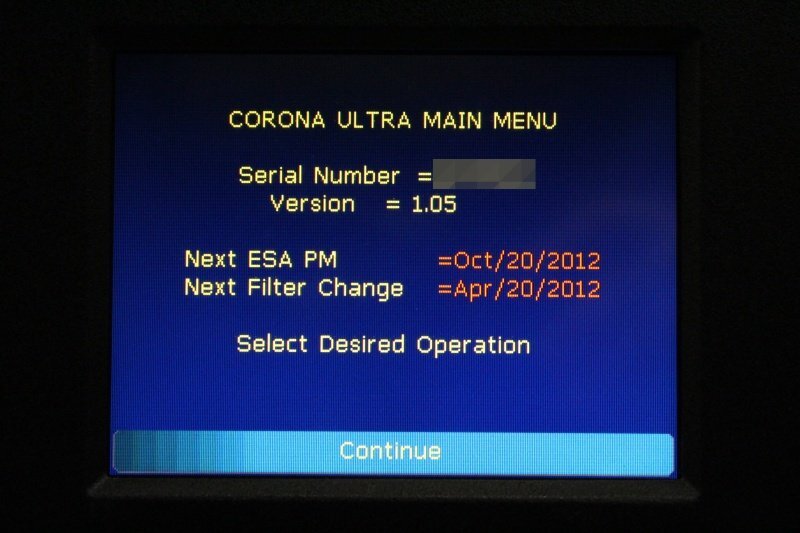 CORONA ULTRA MAIN MENU
Serial Number =
Version = 1.05
Next ESA PM =Oct/20/2012
Next Filter Change =Apr/20/2012
Select Desired Operation
Continue